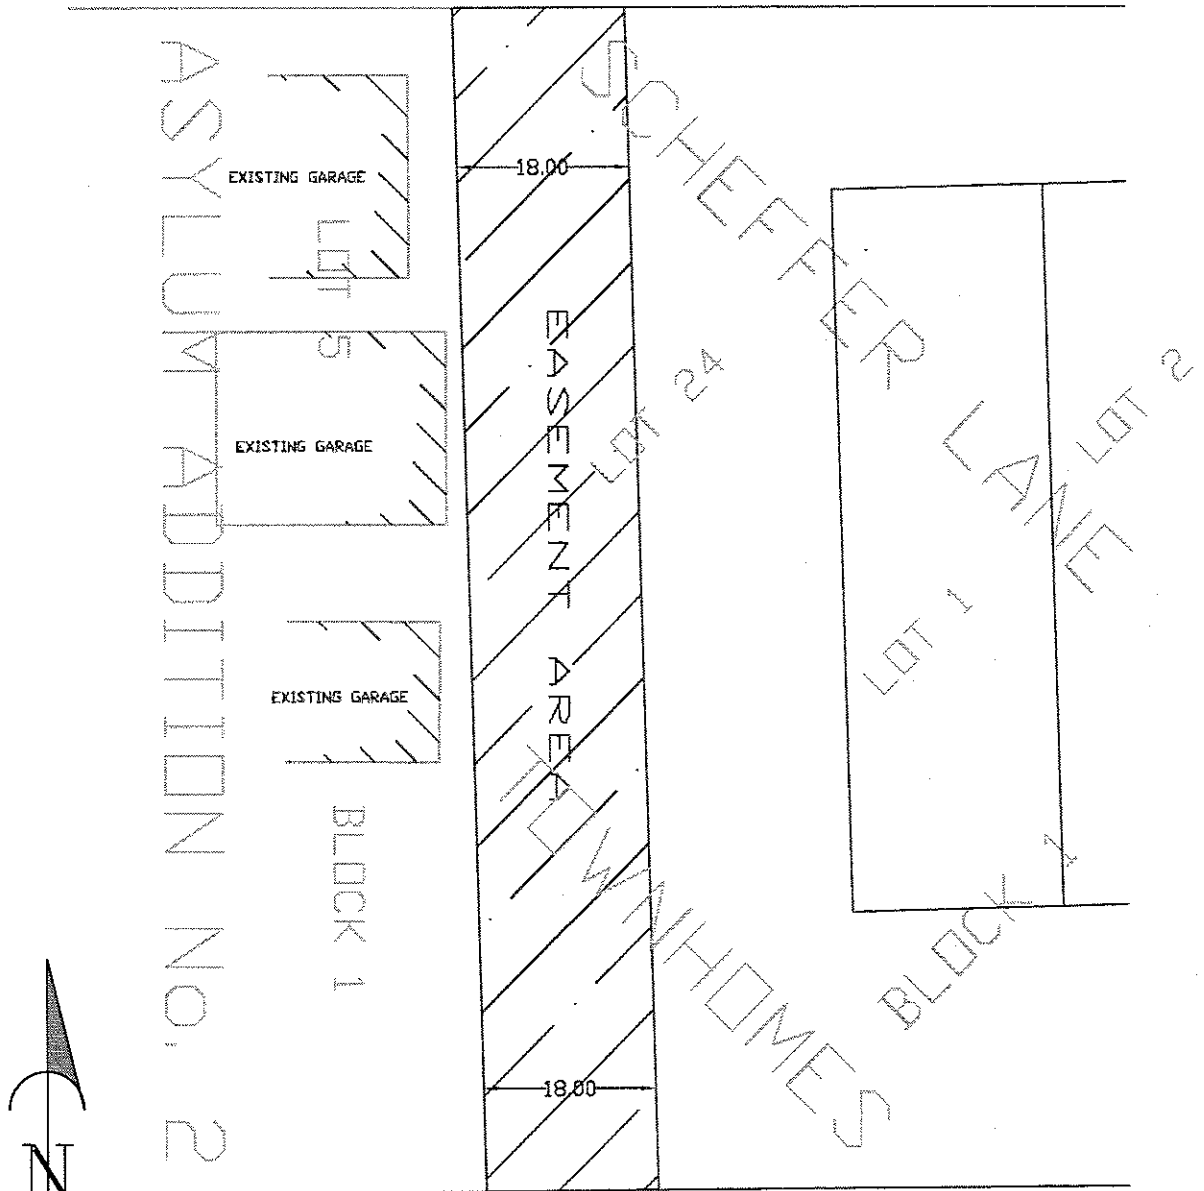 ASYLUM ADDITION NO. 2
EXISTING GARAGE
LOT 5
EXISTING GARAGE
EXISTING GARAGE
BLOCK 1
18.00
EASEMENT AREA
18.00
SCHEFER LANE
TOWNHOMES
LOT 24
LOT 1
LOT 2
BLOCK 1
N